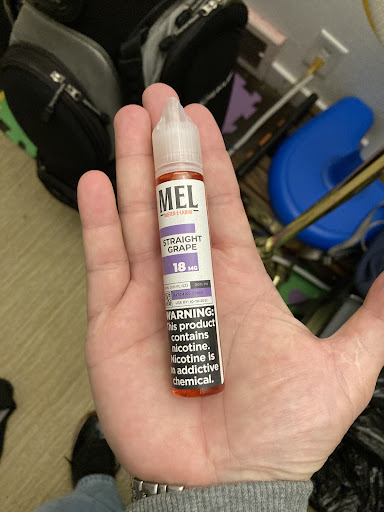 MEL
STRAIGHT
GRAPE
18 MG
WARNING:
This product
contains
nicotine.
Nicotine is
an addictive
chemical.